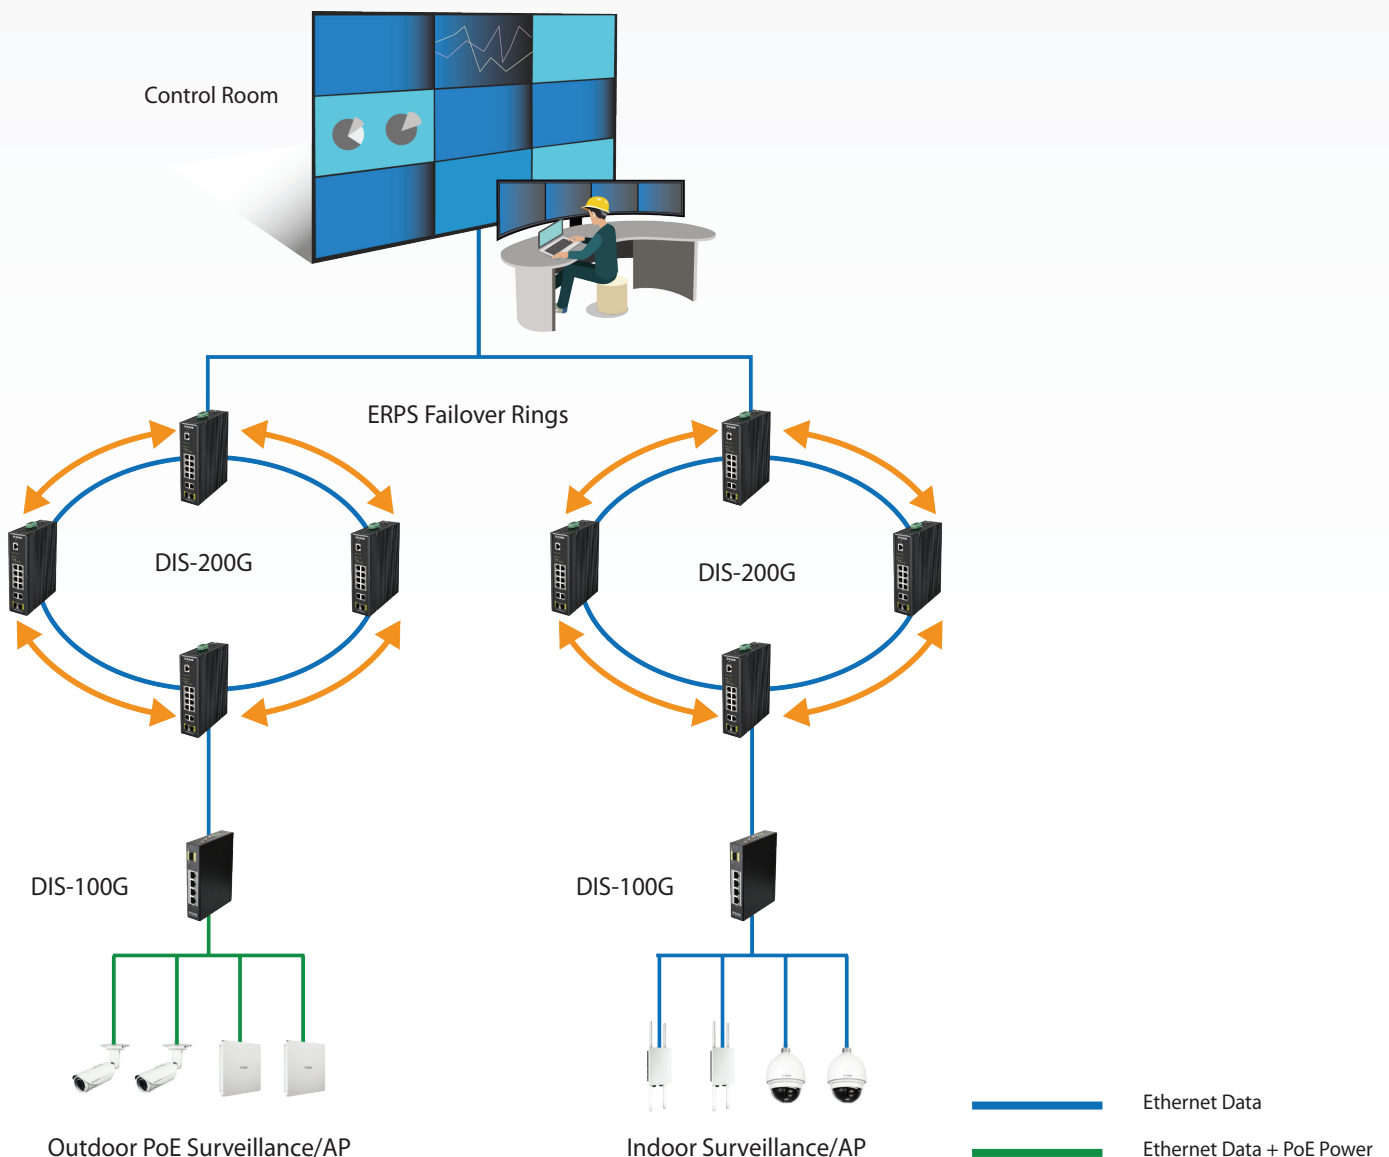 Control Room
ERPS Failover Rings
DIS-200G
DIS-200G
DIS-100G
DIS-100G
Outdoor PoE Surveillance/AP
Indoor Surveillance/AP
Ethernet Data
Ethernet Data + PoE Power